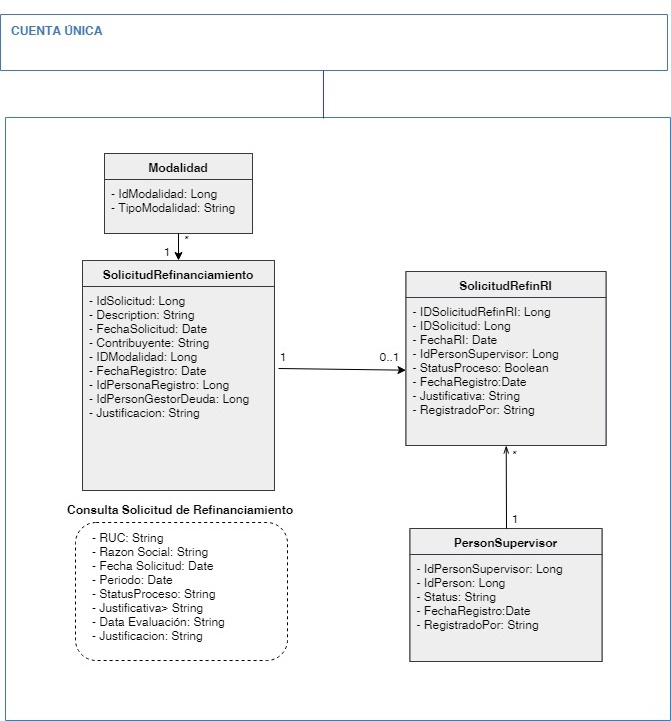 CUENTA ÚNICA
Modalidad
- IdModalidad: Long
- TipoModalidad: String
*
1
SolicitudRefinanciamiento
- IdSolicitud: Long
- Description: String
- FechaSolicitud: Date
- Contribuyente: String
- IDModalidad: Long
- FechaRegistro: Date
- IdPersonaRegistro: Long
- IdPersonGestorDeuda: Long
- Justificacion: String
1
0..1
SolicitudRefinRI
- IDSolicitudRefinRI: Long
- IDSolicitud: Long
- FechaRI: Date
- IdPersonSupervisor: Long
- StatusProceso: Boolean
- FechaRegistro:Date
- Justificativa: String
- RegistradoPor: String
*
1
Consulta Solicitud de Refinanciamiento
- RUC: String
- Razon Social: String
- Fecha Solicitud: Date
- Periodo: Date
- StatusProceso: String
- Justificativa> String
- Data Evaluación: String
- Justificacion: String
PersonSupervisor
- IdPersonSupervisor: Long
- IdPerson: Long
- Status: String
- FechaRegistro:Date
- RegistradoPor: String